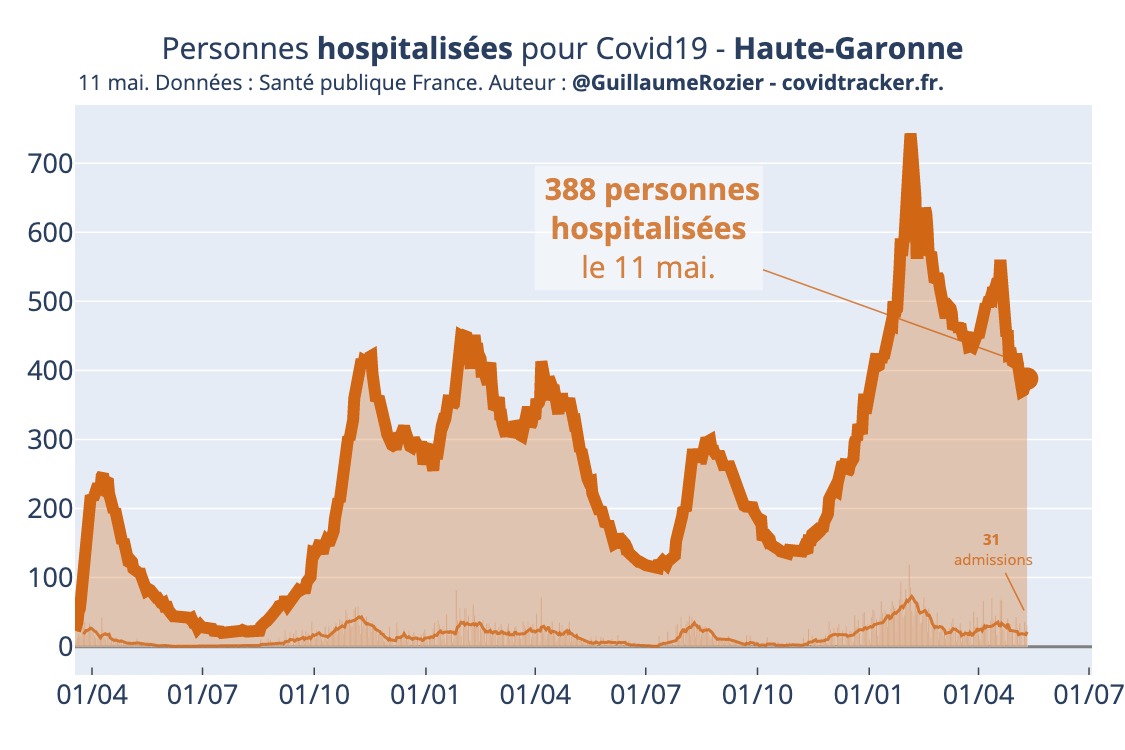 Personnes hospitalisées pour Covid19 - Haute-Garonne
11 mai. Données : Santé publique France. Auteur : @GuillaumeRozier - covidtracker.fr.
700
600
500
400
300
200
100
0
388 personnes
hospitalisées
le 11 mai.
31
admissions
01/04 01/07 01/10 01/01 01/04 01/07 01/10 01/01 01/04 01/07